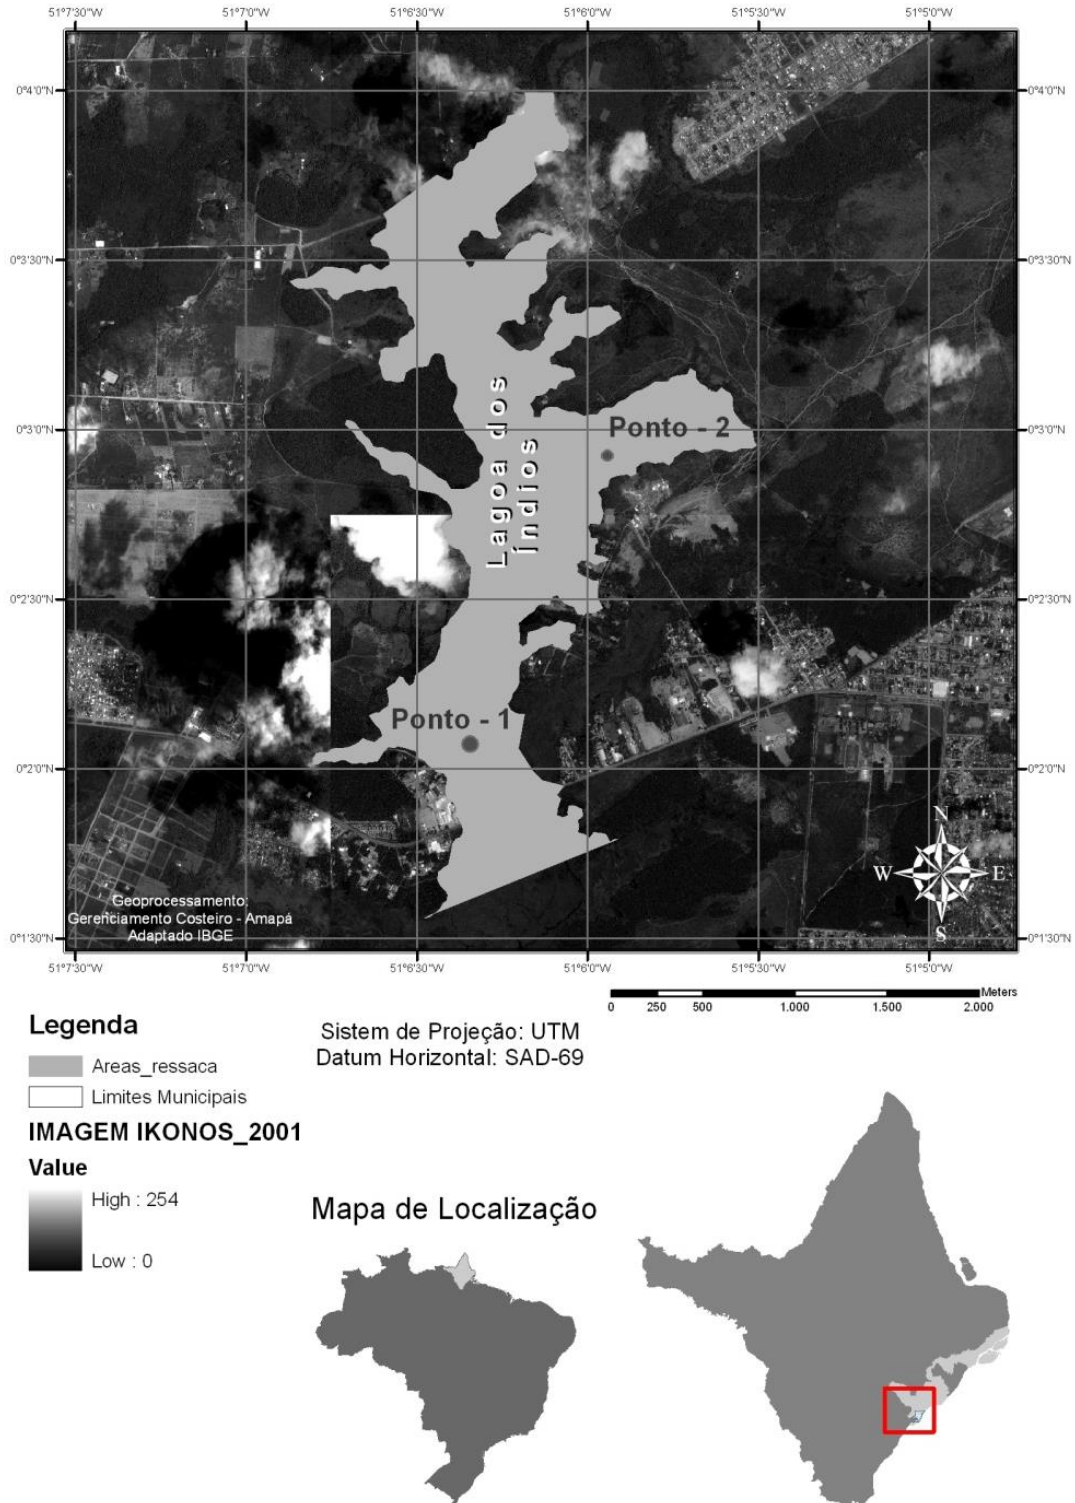 51°7'30"W 51°7'0"W 51°6'30"W 51°6'0"W 51°5'30"W 51°5'0"W
0°4'0"N 0°4'0"N
0°3'30"N 0°3'30"N
0°3'0"N 0°3'0"N
Lagoa dos
Índios
Ponto - 2
0°2'30"N 0°2'30"N
Ponto - 1
0°2'0"N 0°2'0"N
N
W E
S
Geoprocessamento:
Gerenciamento Costeiro - Amapá
Adaptado IBGE
0°1'30"N 0°1'30"N
51°7'30"W 51°7'0"W 51°6'30"W 51°6'0"W 51°5'30"W 51°5'0"W
Meters
0 250 500 1.000 1.500 2.000
Legenda
Areas_ressaca
Limites Municipais
IMAGEM IKONOS_2001
Value
High : 254
Low : 0
Sistem de Projeção: UTM
Datum Horizontal: SAD-69
Mapa de Localização